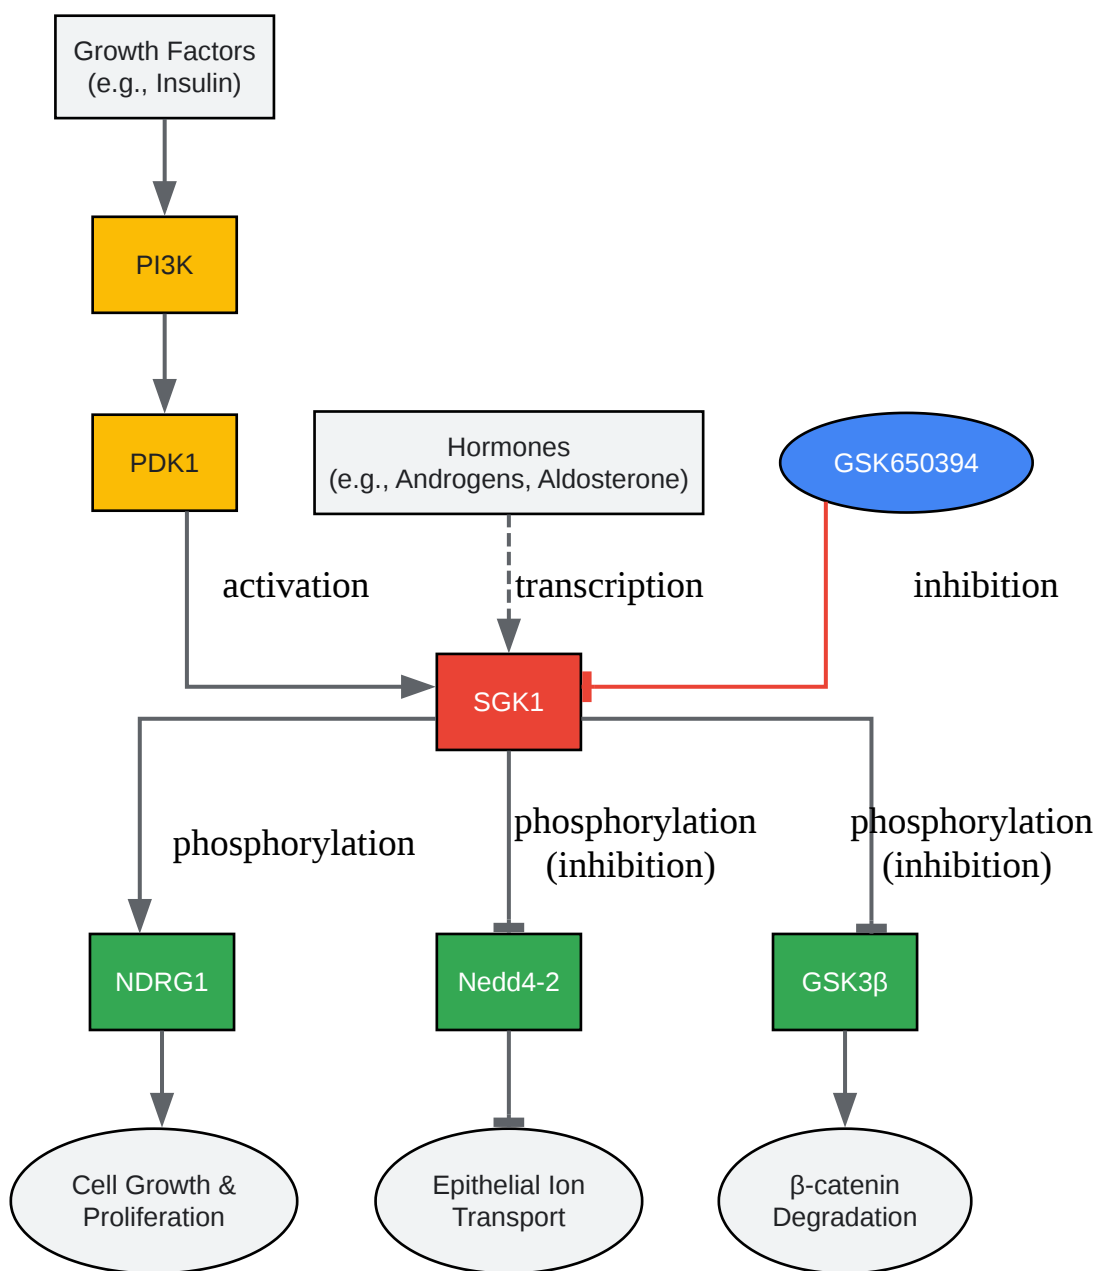 Growth Factors
(e.g., Insulin)
PI3K
PDK1
Hormones
(e.g., Androgens, Aldosterone)
GSK650394
activation
transcription
inhibition
SGK1
phosphorylation
phosphorylation
(inhibition)
phosphorylation
(inhibition)
NDRG1
Nedd4-2
GSK3β
Cell Growth &
Proliferation
Epithelial Ion
Transport
β-catenin
Degradation